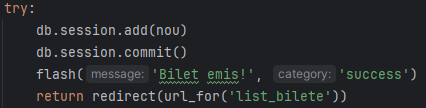 try:
    db.session.add(nou)
    db.session.commit()
    flash( message: 'Bilet emis!', category: 'success')
    return redirect(url_for('list_bilete'))